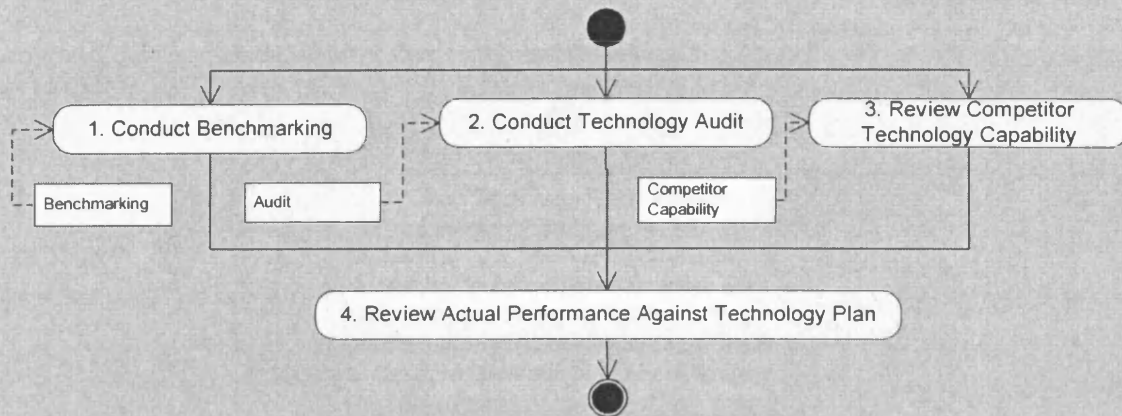 1. Conduct Benchmarking
2. Conduct Technology Audit
3. Review Competitor
Technology Capability
Benchmarking
Audit
Competitor
Capability
4. Review Actual Performance Against Technology Plan